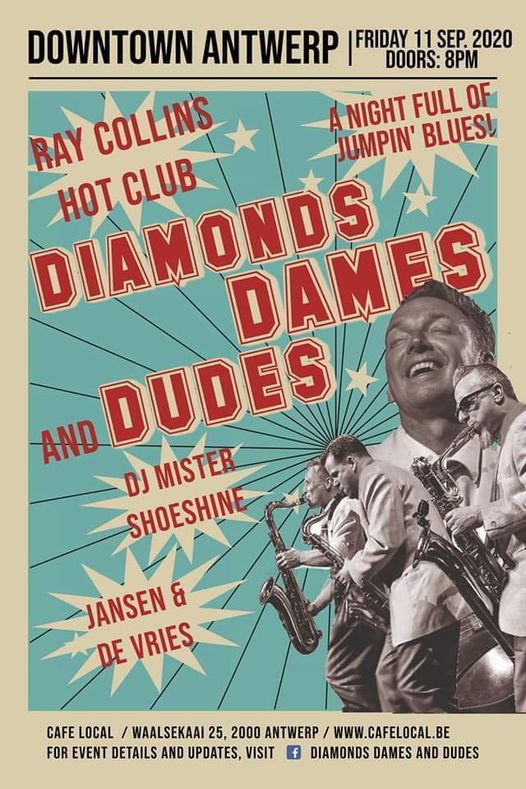 DOWNTOWN ANTWERP
FRIDAY 11 SEP. 2020
DOORS: 8PM
RAY COLLINS
HOT CLUB
A NIGHT FULL OF
JUMPIN' BLUES!
DIAMONDS
DAMES
AND DUDES
DJ MISTER
SHOESHINE
JANSEN &
DE VRIES
CAFE LOCAL / WAALSEKAAI 25, 2000 ANTWERP / WWW.CAFELOCAL.BE
FOR EVENT DETAILS AND UPDATES, VISIT f DIAMONDS DAMES AND DUDES